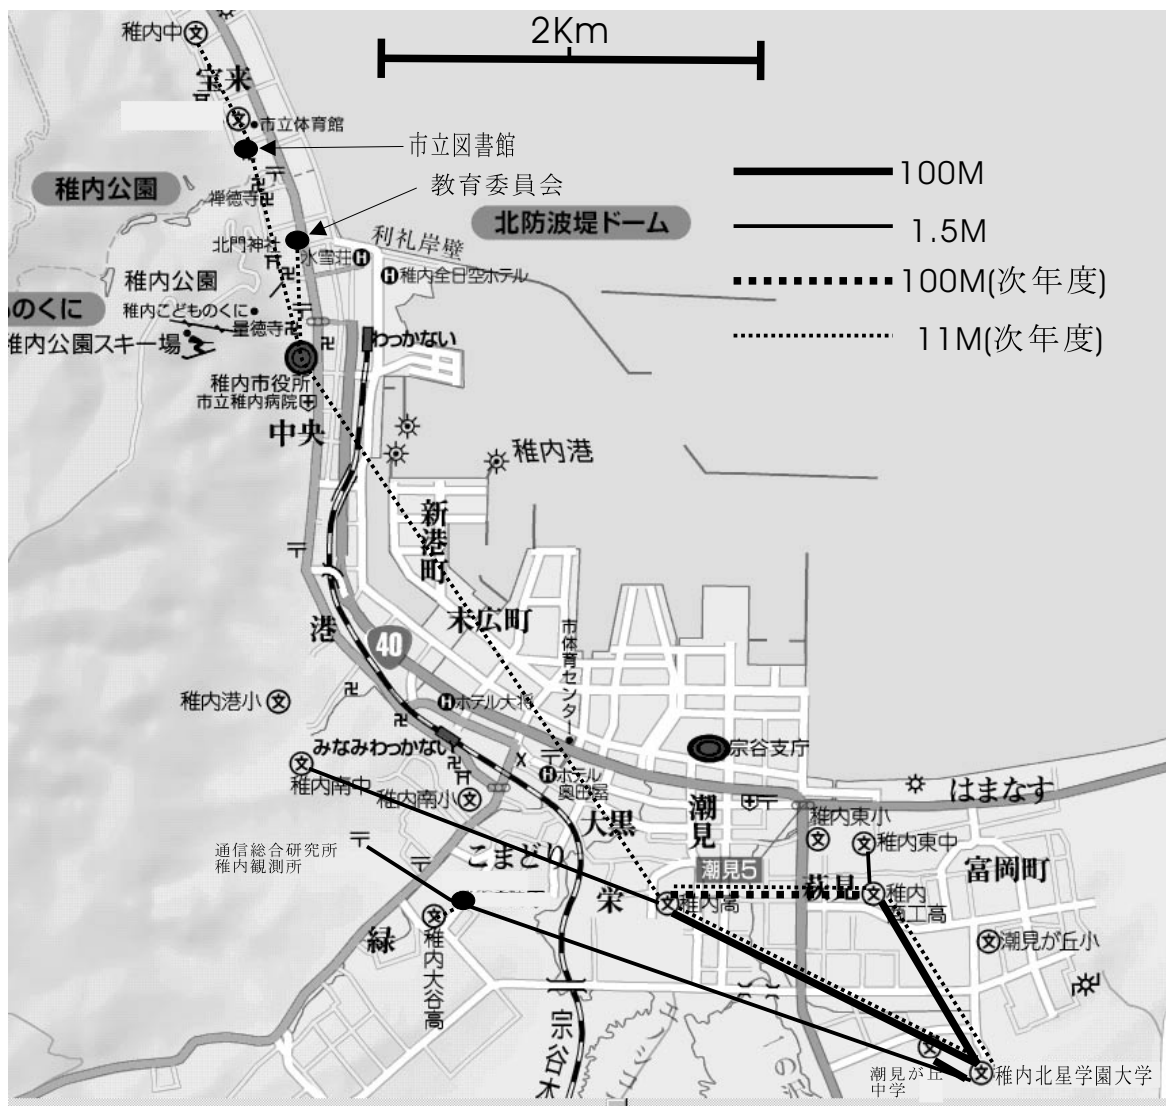 稚内中
2Km
宝来
市立体育館
市立図書館
100M
稚内公園
禅徳寺
教育委員会
北防波堤ドーム
1.5M
北門神社
氷雪荘
利礼岸壁
稚内全日空ホテル
100M(次年度)
稚内公園
のくに
稚内こどものくに
量徳寺
11M(次年度)
稚内公園スキー場
わっかない
稚内市役所
市立稚内病院
中央
稚内港
新港町
末広町
港
40
市体育センター
稚内港小
ホテル大将
みなみわっかない
宗谷支庁
稚内南中
稚内南小
ホテル
奥田屋
はまなす
大黒
潮見
稚内東小
稚内東中
通信総合研究所
稚内観測所
こまどり
潮見5
萩見
富岡町
栄
稚内高
稚内
商工高
緑
稚内大谷高
潮見が丘小
宗谷本
潮見が丘
中学
稚内北星学園大学